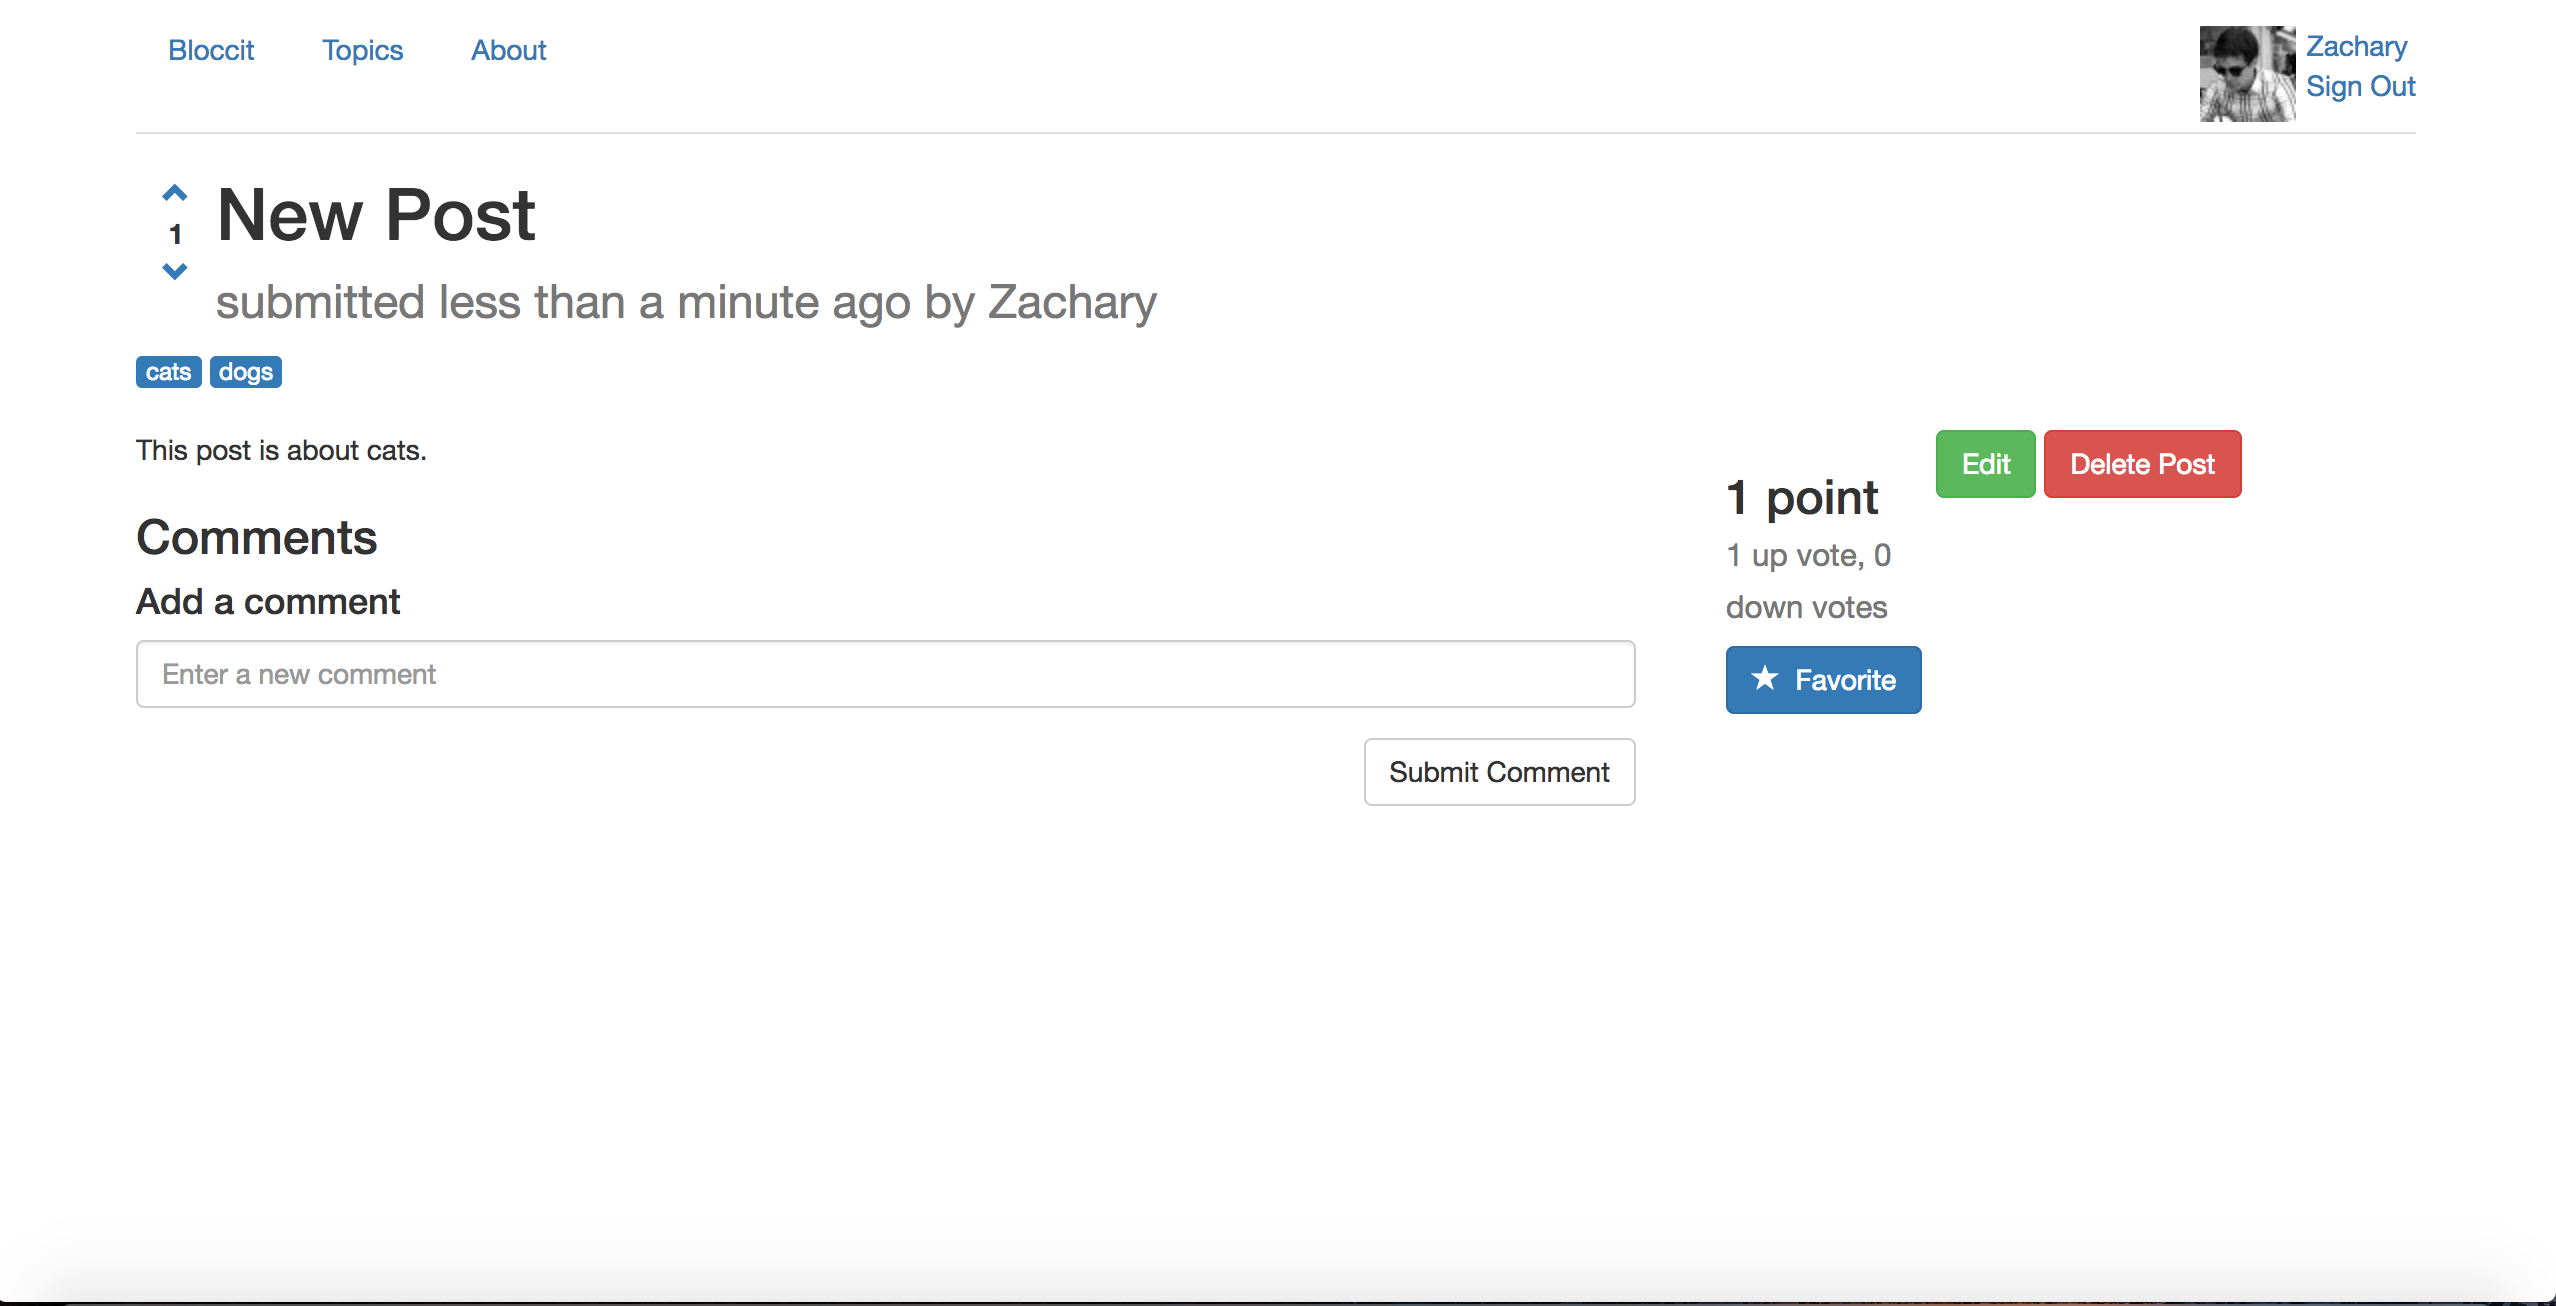 Bloccit Topics About
Zachary
Sign Out
1
New Post
submitted less than a minute ago by Zachary
cats dogs
This post is about cats.
Comments
Add a comment
Enter a new comment
Submit Comment
1 point
1 up vote, 0
down votes
Favorite
Edit Delete Post